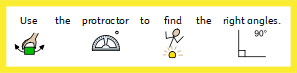 Use the protractor to find the right angles.
90°